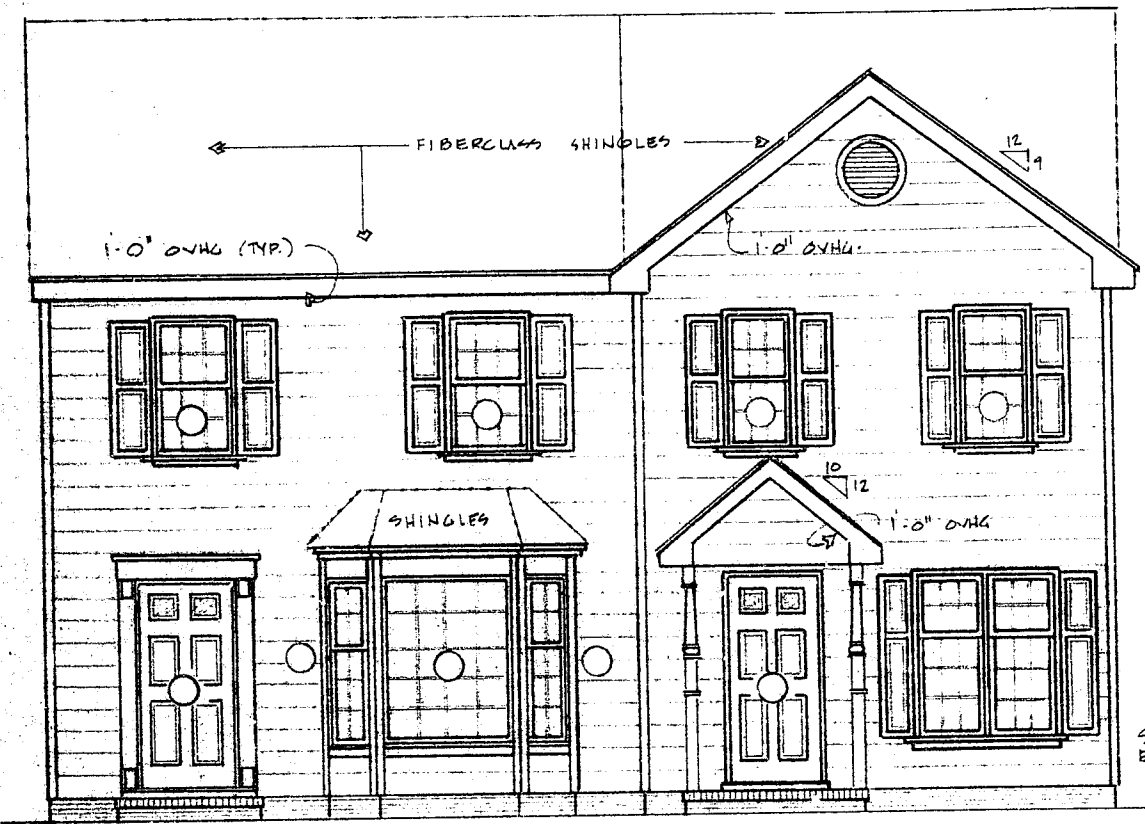 FIBERGLASS SHINGLES
12
9
1'-0" OVHG (TYP.)
1'-0" OVHG.
10
12
SHINGLES
1'-0" OVHG